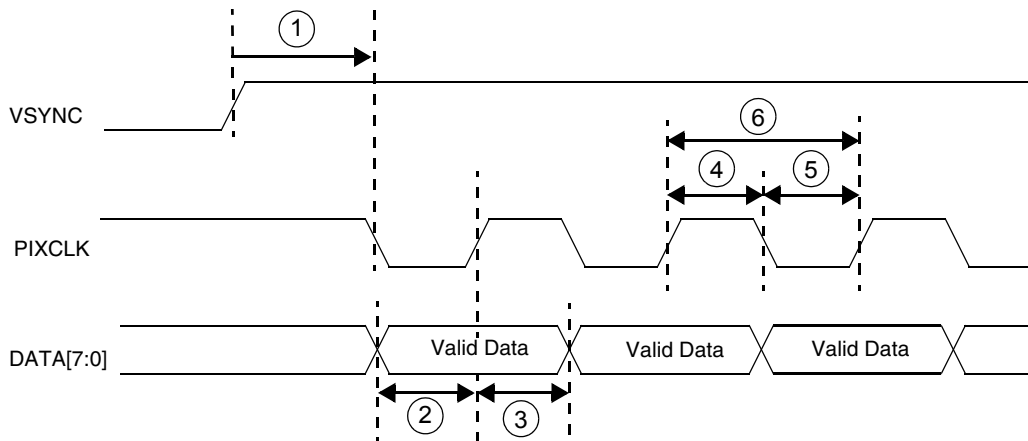 ①
VSYNC
⑥
④ ⑤
PIXCLK
DATA[7:0] Valid Data Valid Data Valid Data
② ③